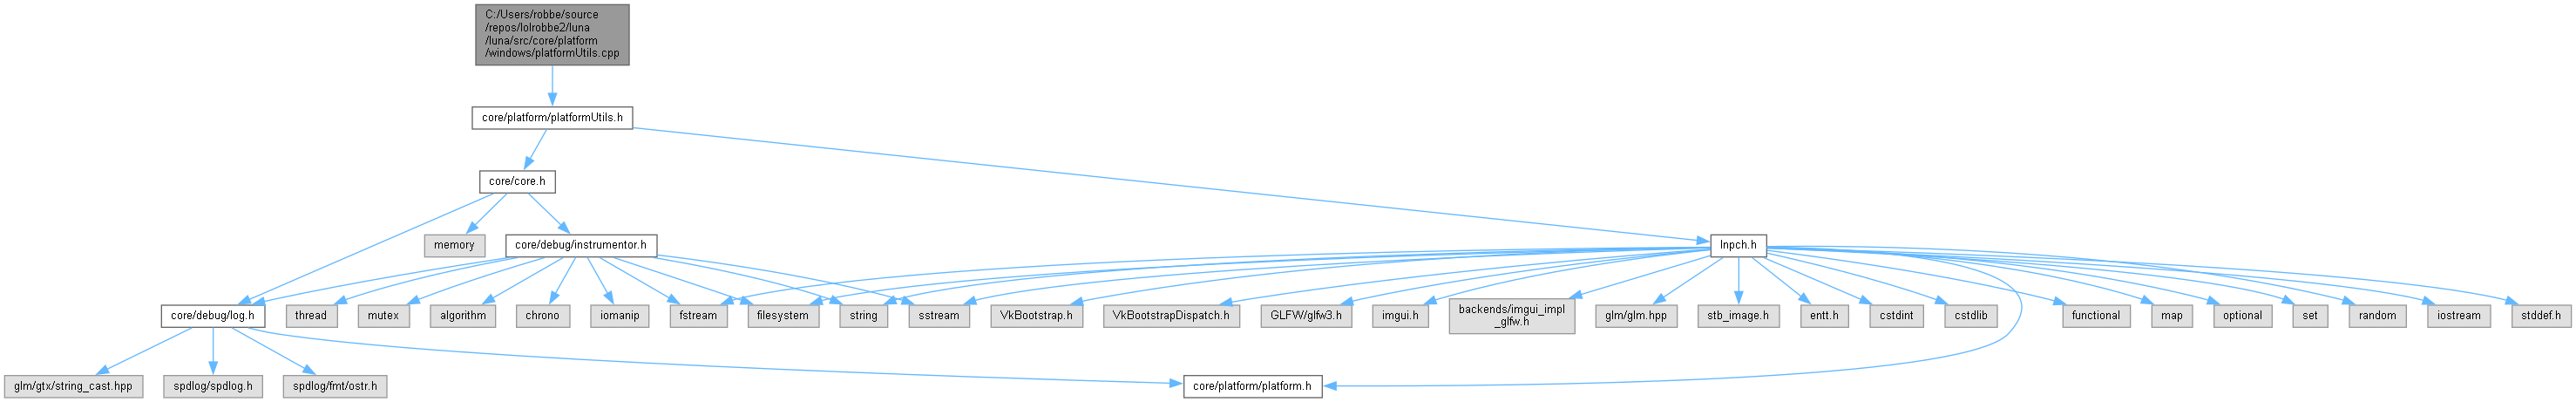 C:/Users/robbe/source
/repos/lolrobbe2/luna
/luna/src/core/platform
/windows/platformUtils.cpp
core/platform/platformUtils.h
core/core.h
memory
core/debug/instrumentor.h
lnpch.h
core/debug/log.h
thread
mutex
algorithm
chrono
iomanip
fstream
filesystem
string
sstream
VkBootstrap.h
VkBootstrapDispatch.h
GLFW/glfw3.h
imgui.h
backends/imgui_impl
_glfw.h
glm/glm.hpp
stb_image.h
entt.h
cstdint
cstdlib
functional
map
optional
set
random
iostream
stddef.h
glm/gtx/string_cast.hpp
spdlog/spdlog.h
spdlog/fmt/ostr.h
core/platform/platform.h